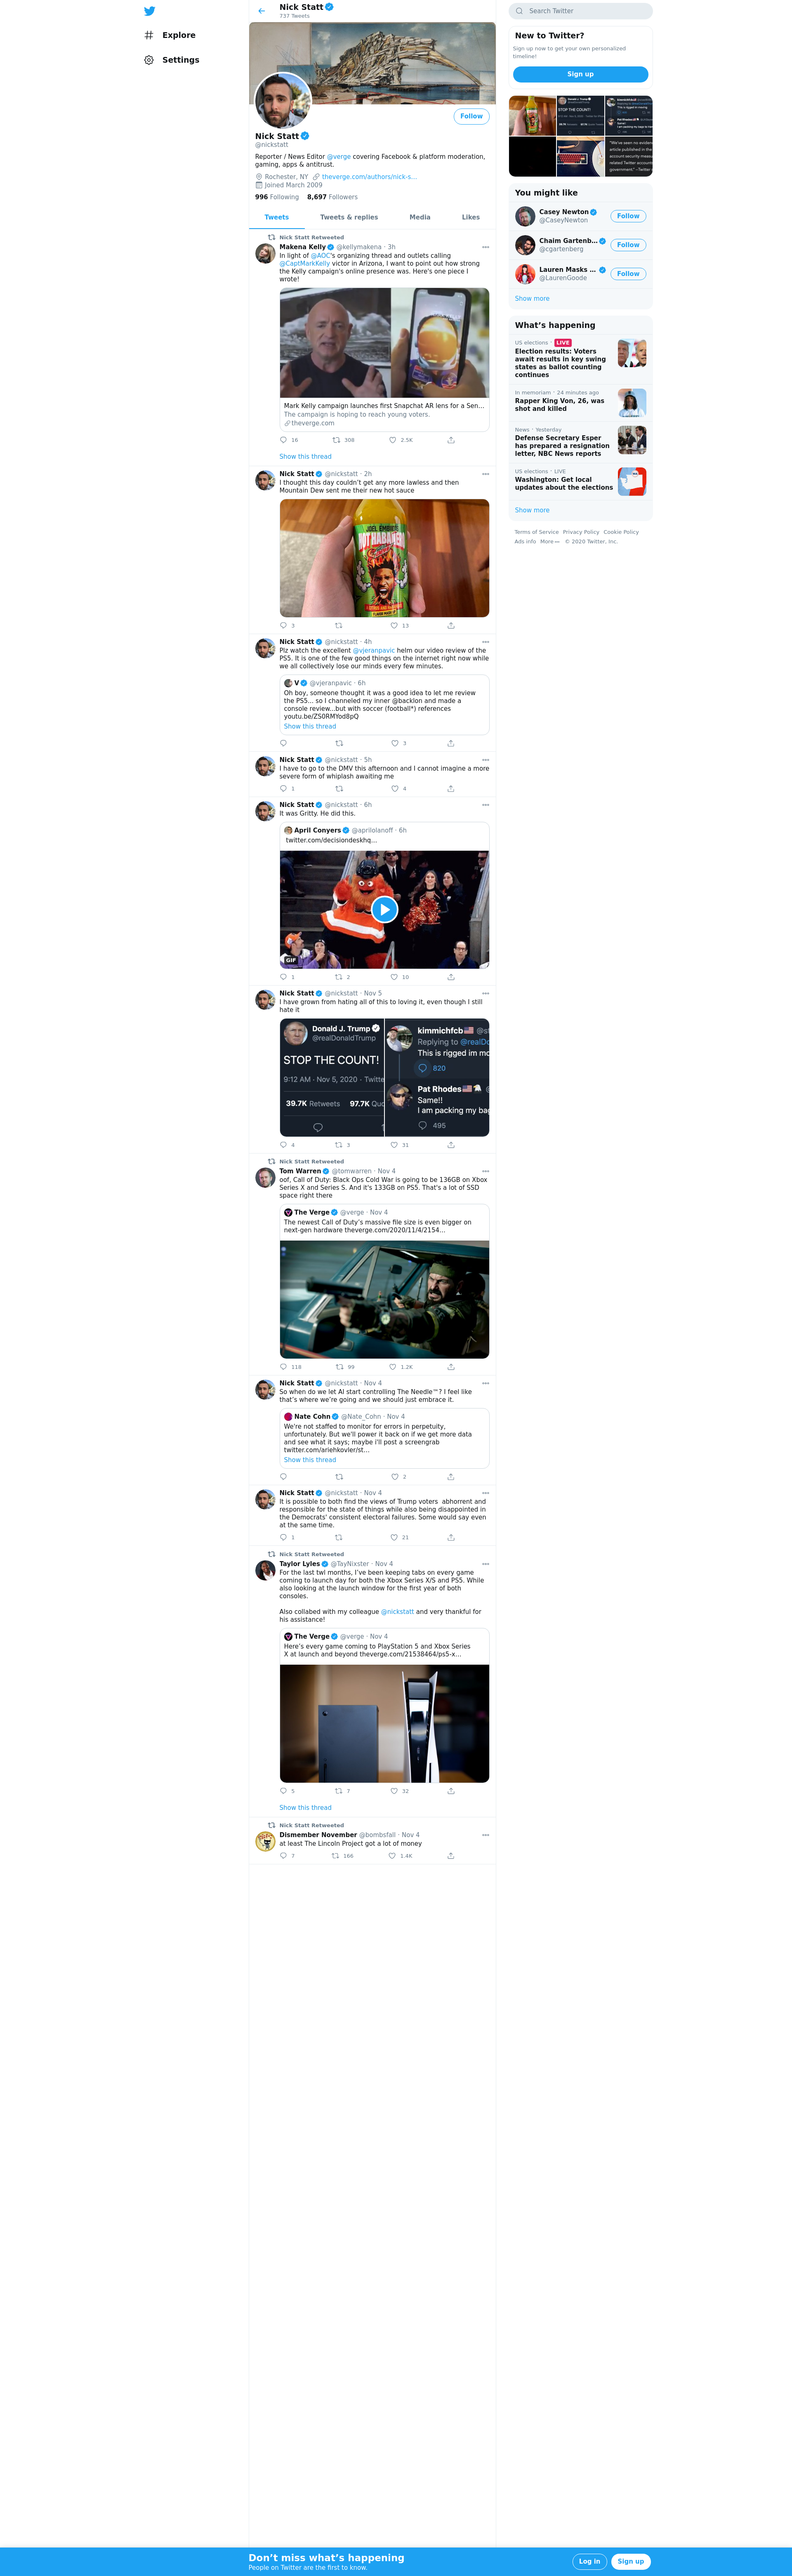 Explore
Settings
Nick Statt
737 Tweets
Follow
Nick Statt
@nickstatt
Reporter / News Editor @verge covering Facebook & platform moderation,
gaming, apps & antitrust.
Rochester, NY theverge.com/authors/nick-s…
Joined March 2009
996 Following 8,697 Followers
Tweets Tweets & replies Media Likes
Nick Statt Retweeted
Makena Kelly @kellymakena · 3h
In light of @AOC's organizing thread and outlets calling
@CaptMarkKelly victor in Arizona, I want to point out how strong
the Kelly campaign's online presence was. Here's one piece I
wrote!
Mark Kelly campaign launches first Snapchat AR lens for a Sen…
The campaign is hoping to reach young voters.
theverge.com
16 308 2.5K
Show this thread
Nick Statt @nickstatt · 2h
I thought this day couldn't get any more lawless and then
Mountain Dew sent me their new hot sauce
JOEL EMBIID'S
HOTHABANERO
3 13
Nick Statt @nickstatt · 4h
Plz watch the excellent @vjeranpavic helm our video review of the
PS5. It is one of the few good things on the internet right now while
we all collectively lose our minds every few minutes.
V @vjeranpavic · 6h
Oh boy, someone thought it was a good idea to let me review
the PS5... so I channeled my inner @backlon and made a
console review...but with soccer (football*) references
youtu.be/ZS0RMYod8pQ
Show this thread
3
Nick Statt @nickstatt · 5h
I have to go to the DMV this afternoon and I cannot imagine a more
severe form of whiplash awaiting me
1 4
Nick Statt @nickstatt · 6h
It was Gritty. He did this.
April Conyers @aprilolanoff · 6h
twitter.com/decisiondeskhq…
GIF
1 2 10
Nick Statt @nickstatt · Nov 5
I have grown from hating all of this to loving it, even though I still
hate it
Donald J. Trump
@realDonaldTrump
STOP THE COUNT!
9:12 AM · Nov 5, 2020 · Twitte
39.7K Retweets 97.7K Quo
kimmichfcb @s
Replying to @realDo
This is rigged im mo
820
Pat Rhodes
Same!!
I am packing my bag
495
4 3 31
Nick Statt Retweeted
Tom Warren @tomwarren · Nov 4
oof, Call of Duty: Black Ops Cold War is going to be 136GB on Xbox
Series X and Series S. And it's 133GB on PS5. That's a lot of SSD
space right there
The Verge @verge · Nov 4
The newest Call of Duty's massive file size is even bigger on
next-gen hardware theverge.com/2020/11/4/2154…
118 99 1.2K
Nick Statt @nickstatt · Nov 4
So when do we let AI start controlling The Needle™? I feel like
that's where we're going and we should just embrace it.
Nate Cohn @Nate_Cohn · Nov 4
We're not staffed to monitor for errors in perpetuity,
unfortunately. But we'll power it back on if we get more data
and see what it says; maybe i'll post a screengrab
twitter.com/ariehkovler/st…
Show this thread
2
Nick Statt @nickstatt · Nov 4
It is possible to both find the views of Trump voters abhorrent and
responsible for the state of things while also being disappointed in
the Democrats' consistent electoral failures. Some would say even
at the same time.
1 21
Nick Statt Retweeted
Taylor Lyles @TayNixster · Nov 4
For the last twl months, I've been keeping tabs on every game
coming to launch day for both the Xbox Series X/S and PS5. While
also looking at the launch window for the first year of both
consoles.
Also collabed with my colleague @nickstatt and very thankful for
his assistance!
The Verge @verge · Nov 4
Here's every game coming to PlayStation 5 and Xbox Series
X at launch and beyond theverge.com/21538464/ps5-x…
5 7 32
Show this thread
Nick Statt Retweeted
Dismember November @bombsfall · Nov 4
at least The Lincoln Project got a lot of money
7 166 1.4K
Search Twitter
New to Twitter?
Sign up now to get your own personalized
timeline!
Sign up
STOP THE COUNT!
"We've seen no eviden
article published in the
account security measu
related Twitter account
government." -Twitter
You might like
Casey Newton
@CaseyNewton
Follow
Chaim Gartenb…
@cgartenberg
Follow
Lauren Masks …
@LaurenGoode
Follow
Show more
What's happening
US elections · LIVE
Election results: Voters
await results in key swing
states as ballot counting
continues
In memoriam · 24 minutes ago
Rapper King Von, 26, was
shot and killed
News · Yesterday
Defense Secretary Esper
has prepared a resignation
letter, NBC News reports
US elections · LIVE
Washington: Get local
updates about the elections
Show more
Terms of Service Privacy Policy Cookie Policy
Ads info More © 2020 Twitter, Inc.
Don't miss what's happening
People on Twitter are the first to know.
Log in Sign up